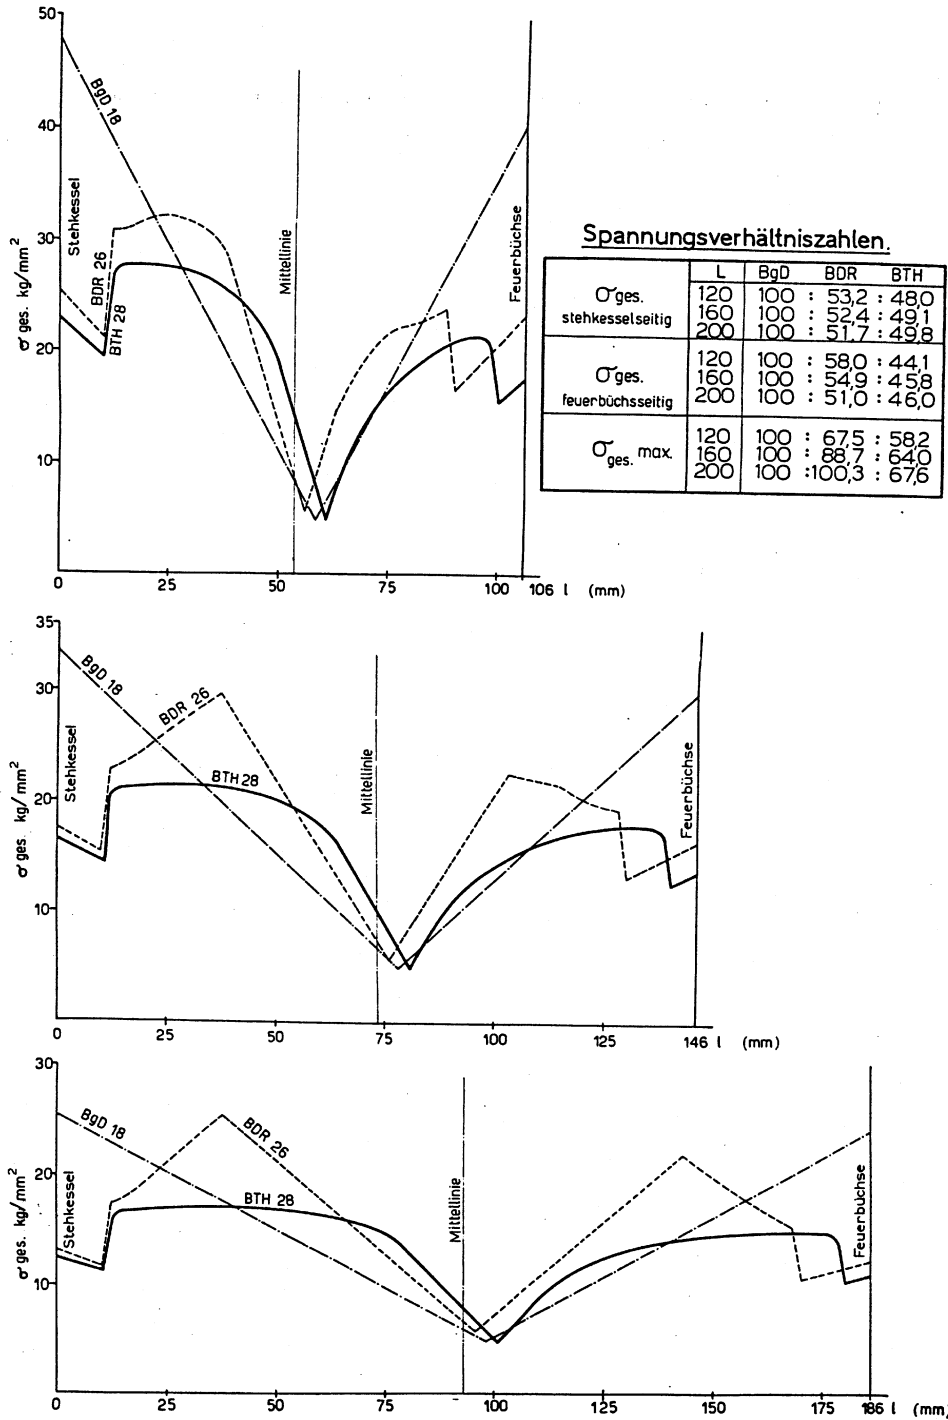 50
40
30
20
10
σ ges. kg/mm²
BgD 18
Stehkessel
BDR 26
BTH 28
Mittellinie
Feuerbüchse
0 25 50 75 100 106 l (mm)
Spannungsverhältniszahlen.
L BgD BDR BTH
σges. stehkesselseitig
120 100 : 53,2 : 48,0
160 100 : 52,4 : 49,1
200 100 : 51,7 : 49,8
σges. feuerbüchsseitig
120 100 : 58,0 : 44,1
160 100 : 54,9 : 45,8
200 100 : 51,0 : 46,0
σges. max.
120 100 : 67,5 : 58,2
160 100 : 88,7 : 64,0
200 100 :100,3 : 67,6
35
30
20
10
σ ges. kg/mm²
BgD 18
BDR 26
Stehkessel
BTH 28
Mittellinie
Feuerbüchse
0 25 50 75 100 125 146 l (mm)
30
20
10
σ ges. kg/mm²
BgD 18
BDR 26
Stehkessel
BTH 28
Mittellinie
Feuerbüchse
0 25 50 75 100 125 150 175 186 l (mm)